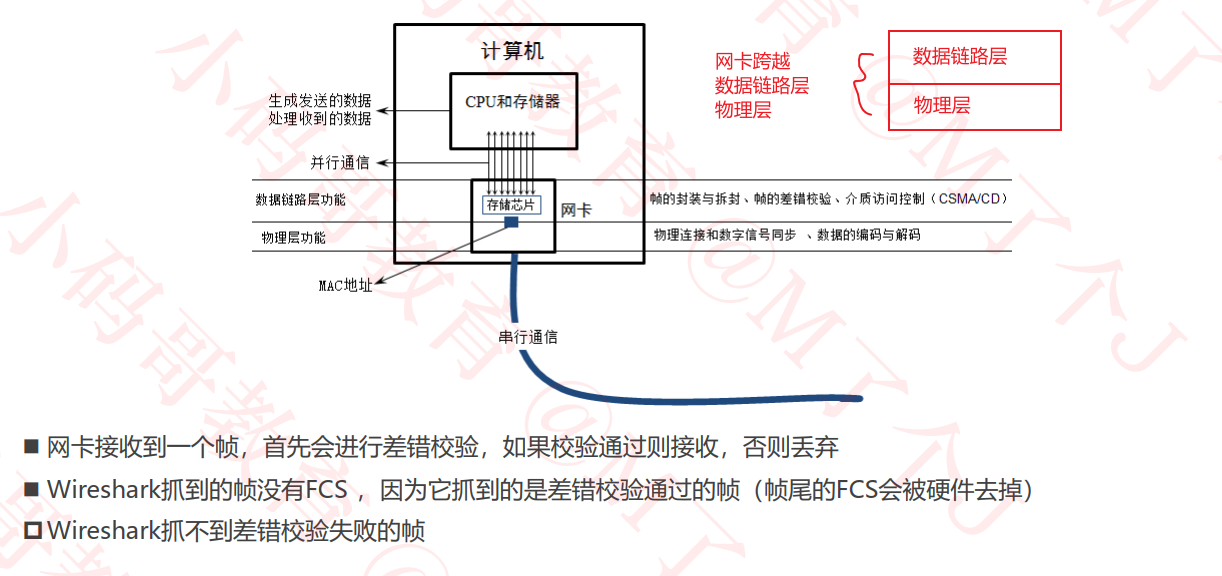 计算机
网卡跨越
数据链路层
物理层
数据链路层
物理层
CPU和存储器
生成发送的数据
处理收到的数据
并行通信
数据链路层功能
存储芯片
网卡
帧的封装与拆封、帧的差错校验、介质访问控制（CSMA/CD）
物理层功能
物理连接和数字信号同步 、数据的编码与解码
MAC地址
串行通信
■ 网卡接收到一个帧，首先会进行差错校验，如果校验通过则接收，否则丢弃
■ Wireshark抓到的帧没有FCS ，因为它抓到的是差错校验通过的帧（帧尾的FCS会被硬件去掉）
Wireshark抓不到差错校验失败的帧
小码哥教育 @M了个J